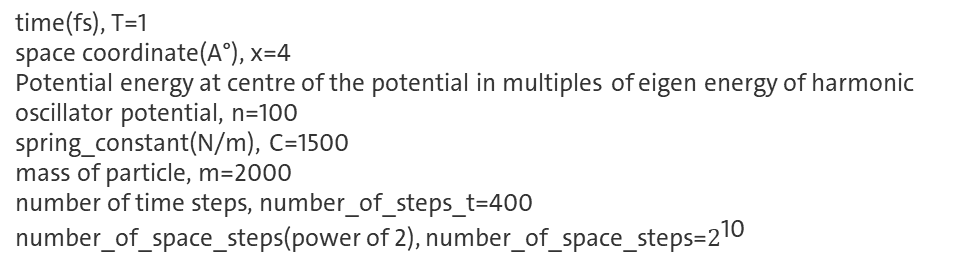 time(fs), T=1
space coordinate(A°), x=4
Potential energy at centre of the potential in multiples of eigen energy of harmonic
oscillator potential, n=100
spring_constant(N/m), C=1500
mass of particle, m=2000
number of time steps, number_of_steps_t=400
number_of_space_steps(power of 2), number_of_space_steps=2¹⁰